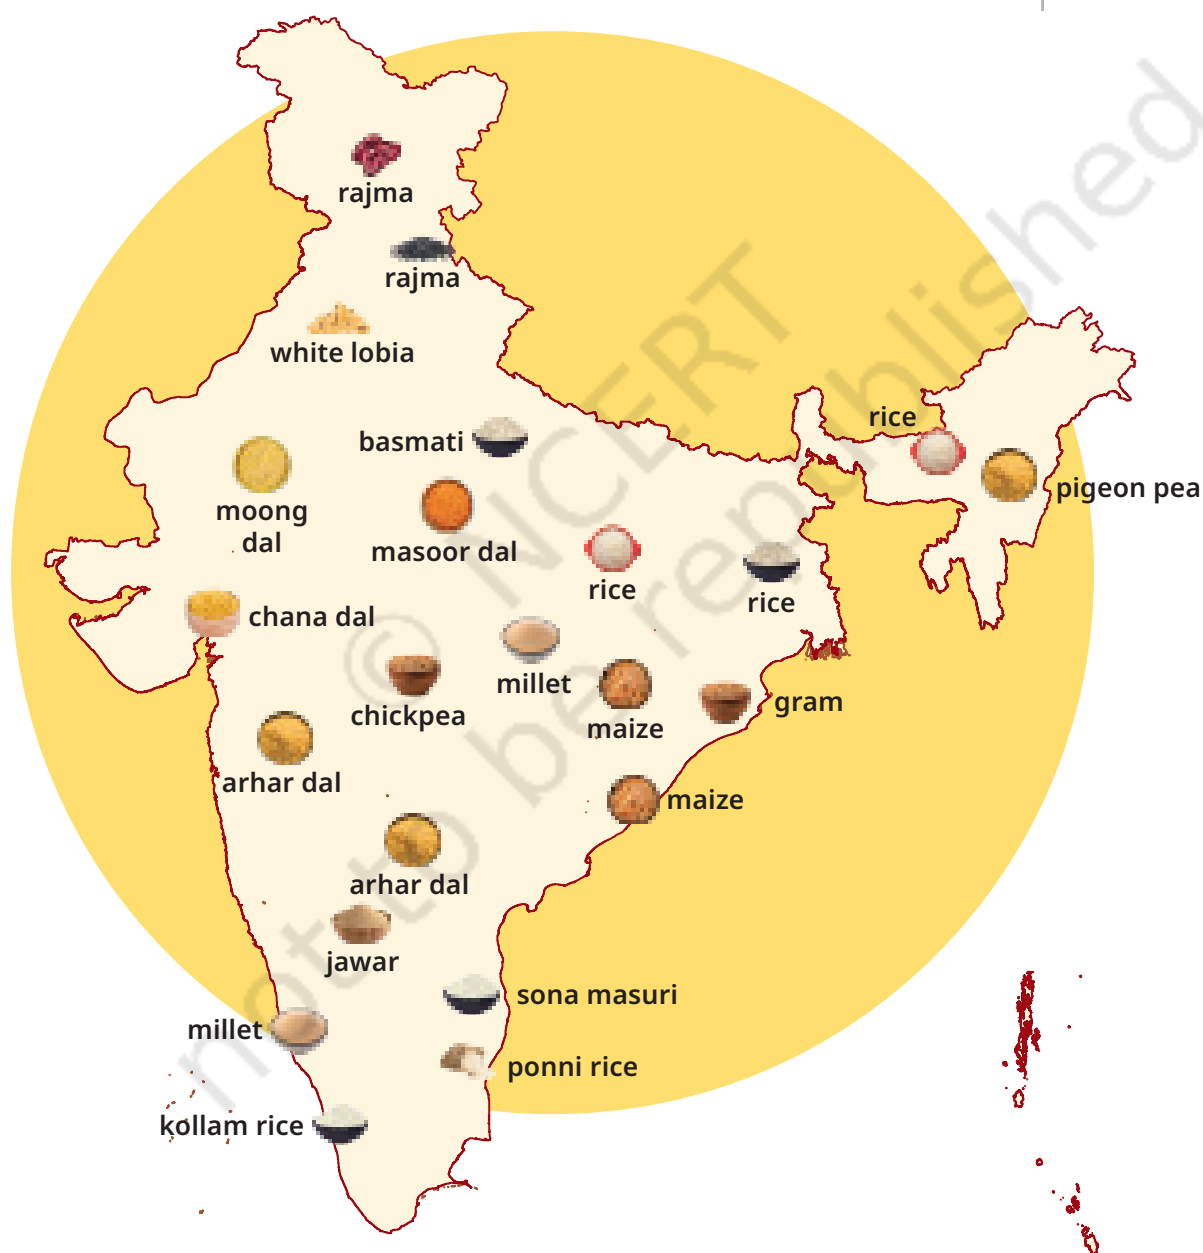 rajma
rajma
white lobia
rice
basmati
pigeon pea
moong
dal
masoor dal
rice
rice
chana dal
millet
chickpea
maize
gram
arhar dal
maize
arhar dal
jawar
sona masuri
millet
ponni rice
kollam rice
© NCERT
not to be republished